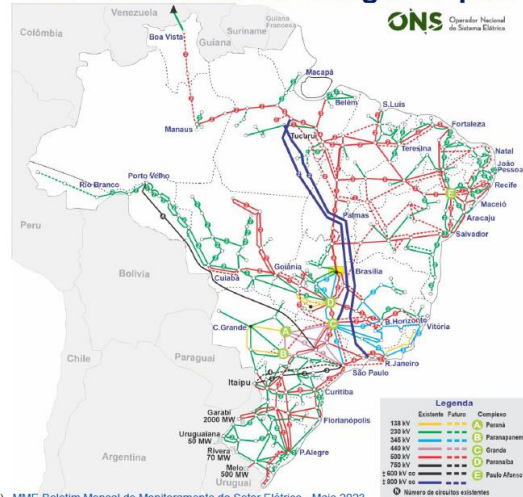 ONS Operador Nacional
do Sistema Elétrico
Venezuela
Colômbia
Suriname
Guiana
Francesa
Guiana
Boa Vista
Macapá
Belém
S.Luis
Manaus
Tucuruí
Fortaleza
Teresina
Natal
João
Pessoa
Recife
Maceió
Aracaju
Salvador
Porto Velho
Rio Branco
Palmas
Peru
Bolívia
Cuiabá
Goiânia
Brasília
C.Grande
B.Horizonte
Vitória
R.Janeiro
São Paulo
Chile
Paraguai
Itaipu
Curitiba
Garabi
2000 MW
Florianópolis
Uruguaiana
50 MW
Rivera
70 MW
Melo
500 MW
P.Alegre
Argentina
Uruguai
A
B
C
D
E
Legenda
Existente Futuro Complexo
138 kV A Paraná
230 kV B Paranapanema
345 kV C Grande
440 kV D Paranaíba
500 kV E Paulo Afonso
750 kV
± 600 kV cc
± 800 kV cc
N Número de circuitos existentes
MME Boletim Mensal de Monitoramento do Setor Elétrico - Maio 2023